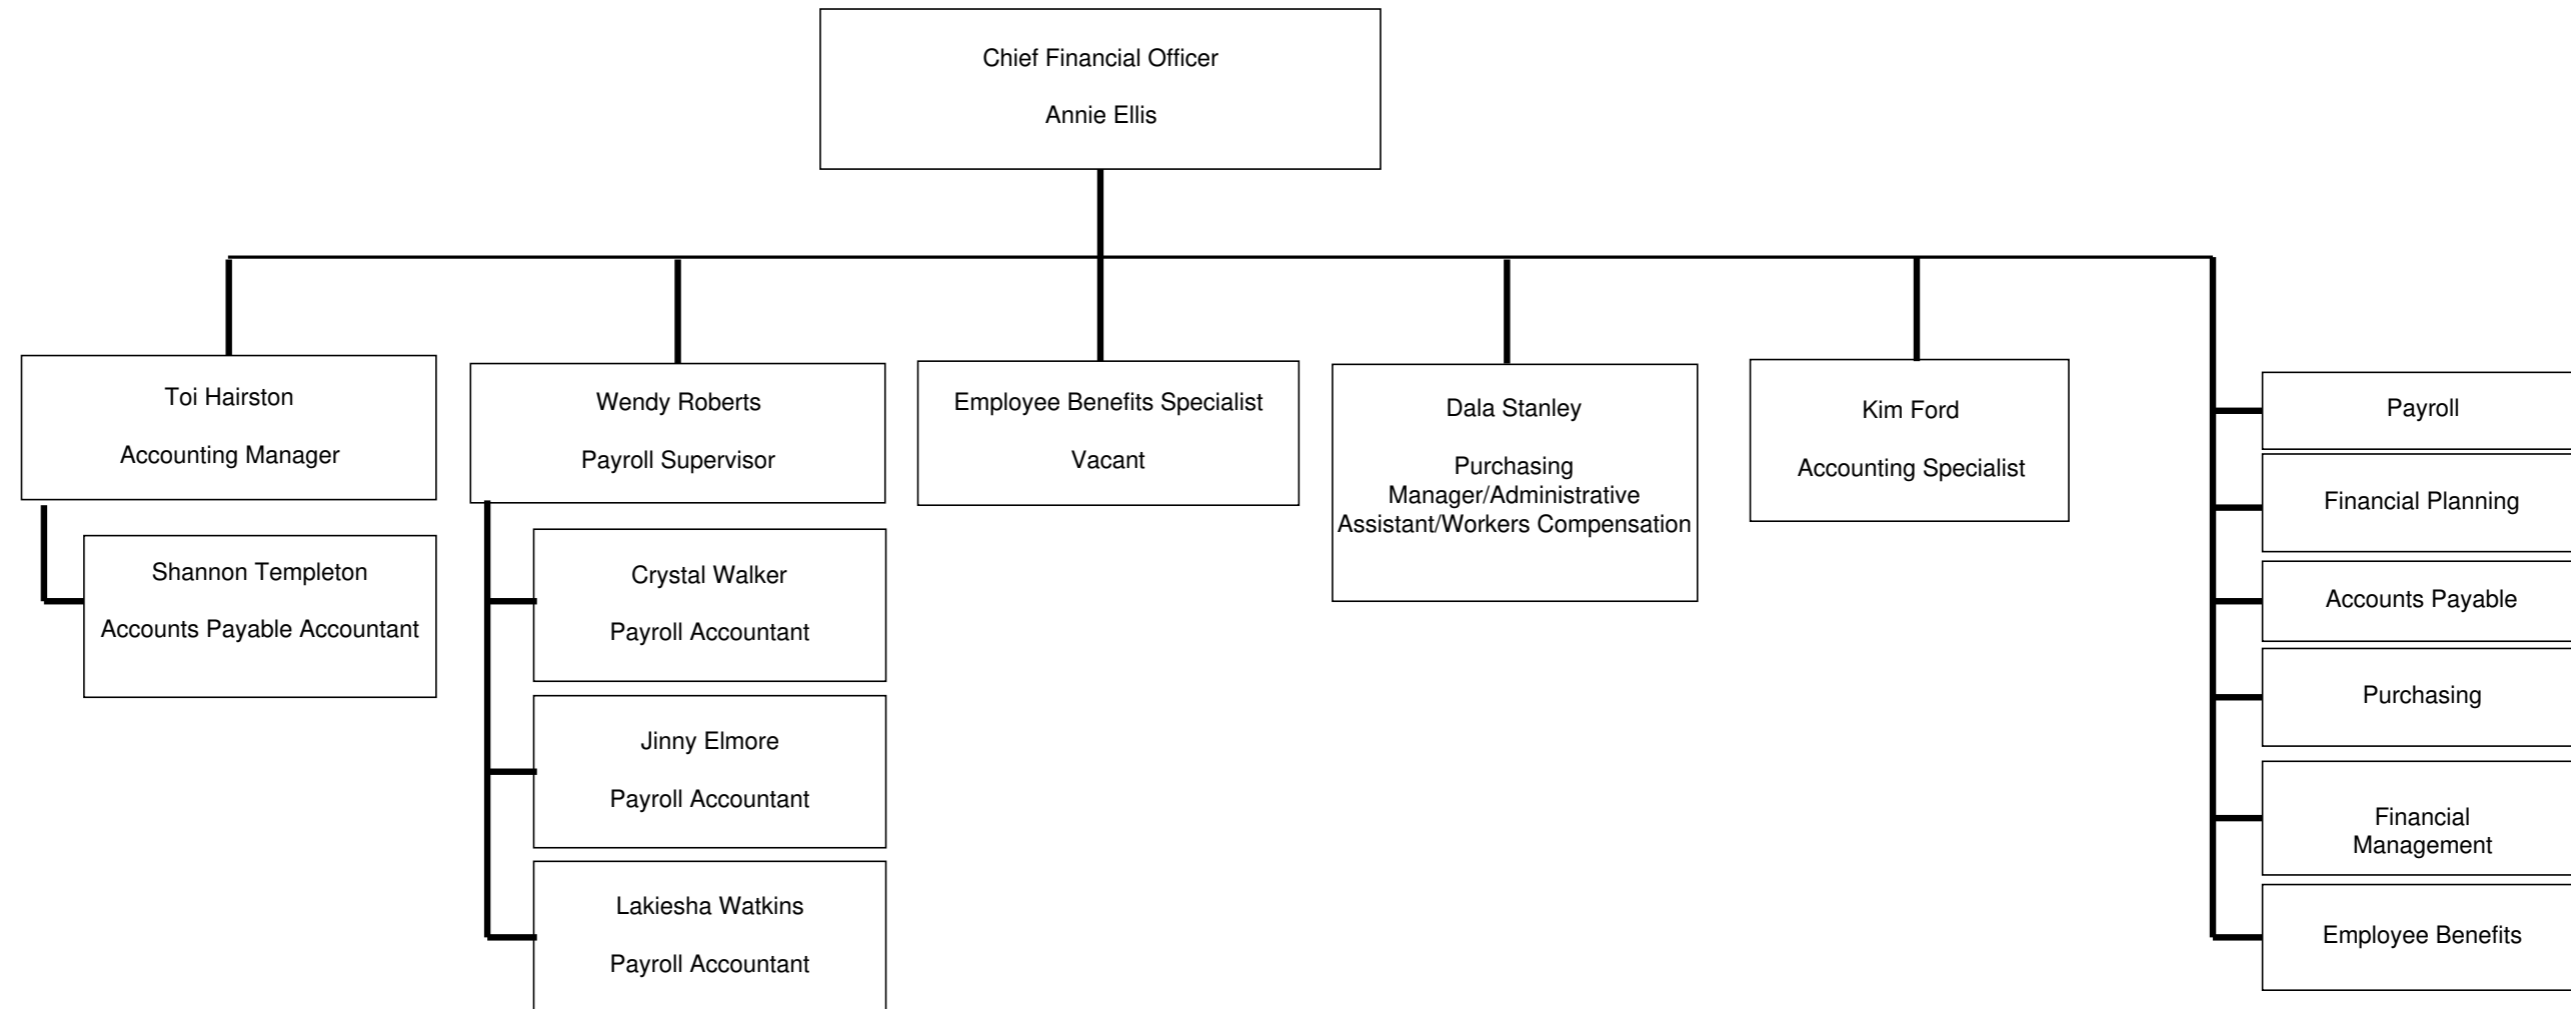 Chief Financial Officer
Annie Ellis
Toi Hairston
Accounting Manager
Shannon Templeton
Accounts Payable Accountant
Wendy Roberts
Payroll Supervisor
Crystal Walker
Payroll Accountant
Jinny Elmore
Payroll Accountant
Lakiesha Watkins
Payroll Accountant
Employee Benefits Specialist
Vacant
Dala Stanley
Purchasing
Manager/Administrative
Assistant/Workers Compensation
Kim Ford
Accounting Specialist
Payroll
Financial Planning
Accounts Payable
Purchasing
Financial
Management
Employee Benefits